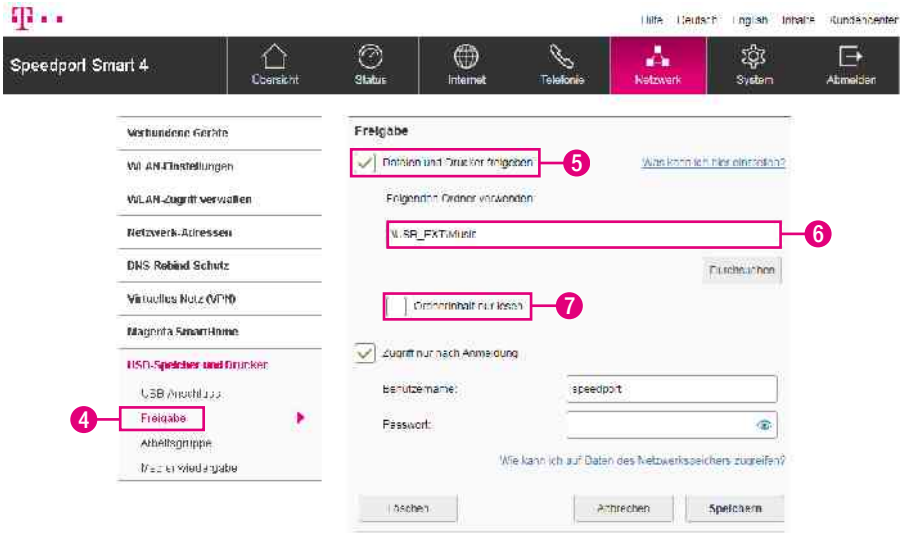 Hilfe Deutsch English Inhalte Kundencenter
Speedport Smart 4
Übersicht Status Internet Telefonie Netzwerk System Abmelden
Verbundene Geräte
WLAN-Einstellungen
WLAN-Zugriff verwalten
Netzwerk-Adressen
DNS Rebind Schutz
Virtuelles Netz (VPN)
Magenta SmartHome
USB-Speicher und Drucker
USB Anschluss
4 Freigabe
Arbeitsgruppe
Medienwiedergabe
Freigabe
Dateien und Drucker freigeben 5 Was kann ich hier einstellen?
Folgenden Ordner verwenden:
\USB_EXT\Music 6
Durchsuchen
Ordnerinhalt nur lesen 7
Zugriff nur nach Anmeldung
Benutzername: speedport
Passwort:
Wie kann ich auf Daten des Netzwerkspeichers zugreifen?
Löschen Abbrechen Speichern